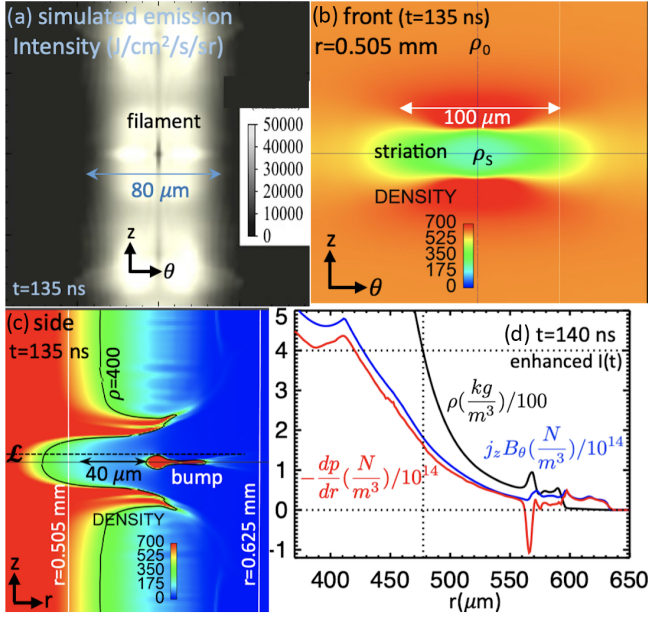 (a) simulated emission
Intensity (J/cm²/s/sr)
filament
80 μm
50000
40000
30000
20000
10000
0
z
θ
t=135 ns
(b) front (t=135 ns)
r=0.505 mm
ρ₀
100 μm
striation
ρₛ
DENSITY
700
525
350
175
0
z
θ
(c) side
t=135 ns
ρ=400
£
40 μm
bump
r=0.505 mm
r=0.625 mm
DENSITY
700
525
350
175
0
z
r
(d) t=140 ns
enhanced I(t)
ρ(kg/m³)/100
j_z B_θ(N/m³)/10¹⁴
-dp/dr(N/m³)/10¹⁴
5
4
3
2
1
0
-1
400 450 500 550 600 650
r(μm)